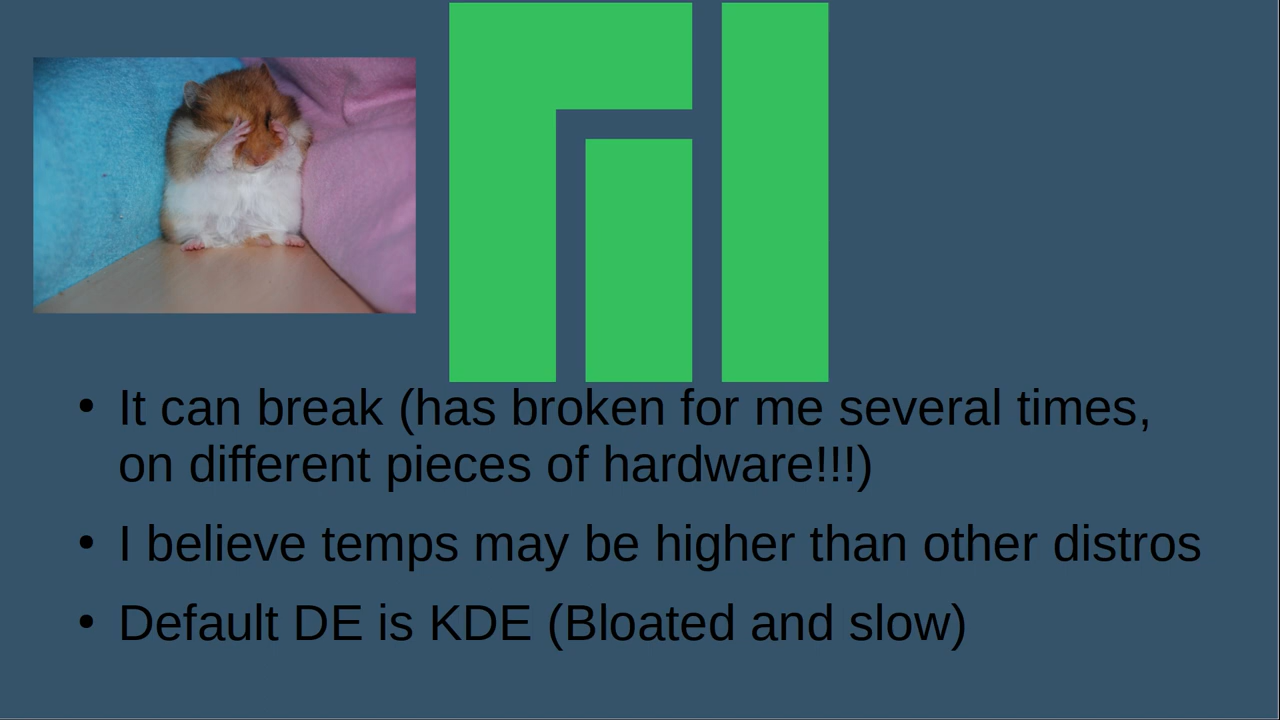 • It can break (has broken for me several times,
on different pieces of hardware!!!)
• I believe temps may be higher than other distros
• Default DE is KDE (Bloated and slow)